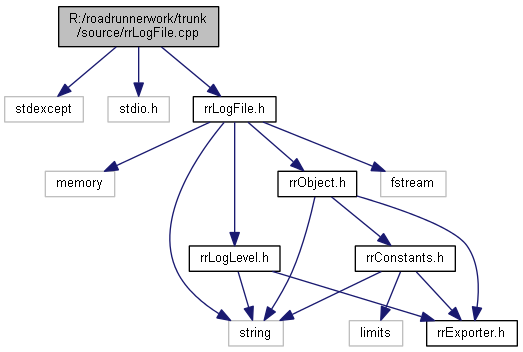 R:/roadrunnerwork/trunk
/source/rrLogFile.cpp
stdexcept
stdio.h
rrLogFile.h
memory
rrObject.h
fstream
rrLogLevel.h
rrConstants.h
string
limits
rrExporter.h